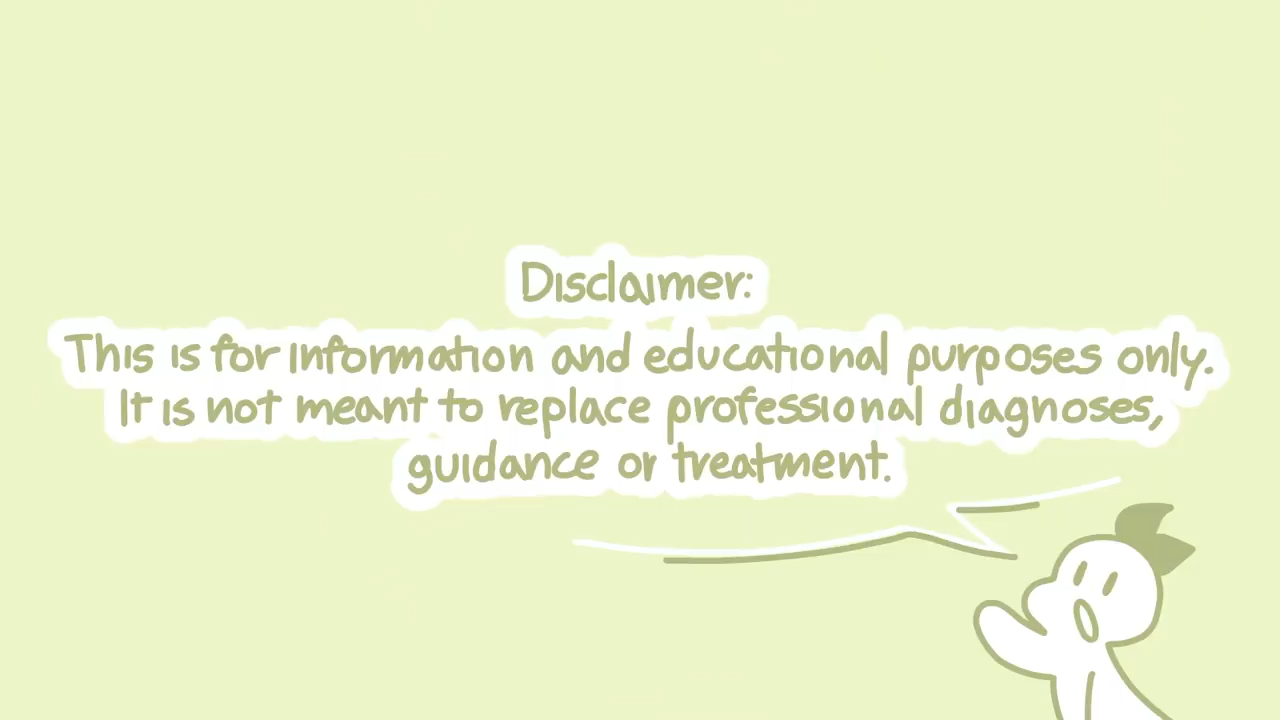 Disclaimer:
This is for information and educational purposes only.
It is not meant to replace professional diagnoses,
guidance or treatment.